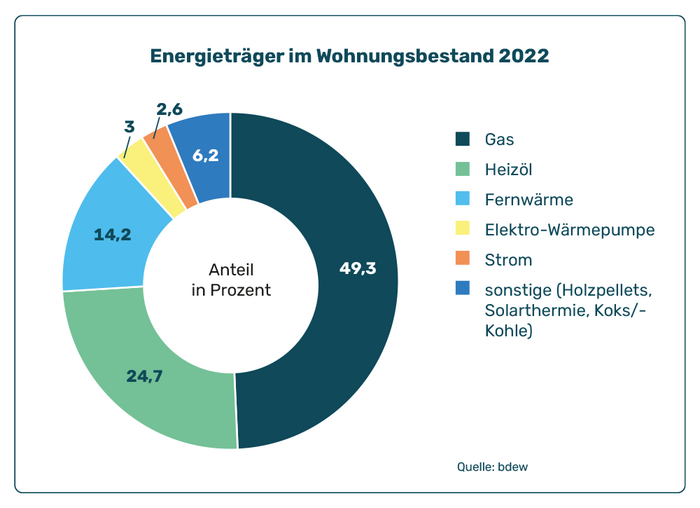 Energieträger im Wohnungsbestand 2022
2,6
3
6,2
14,2
49,3
24,7
Anteil
in Prozent
Gas
Heizöl
Fernwärme
Elektro-Wärmepumpe
Strom
sonstige (Holzpellets,
Solarthermie, Koks/-
Kohle)
Quelle: bdew